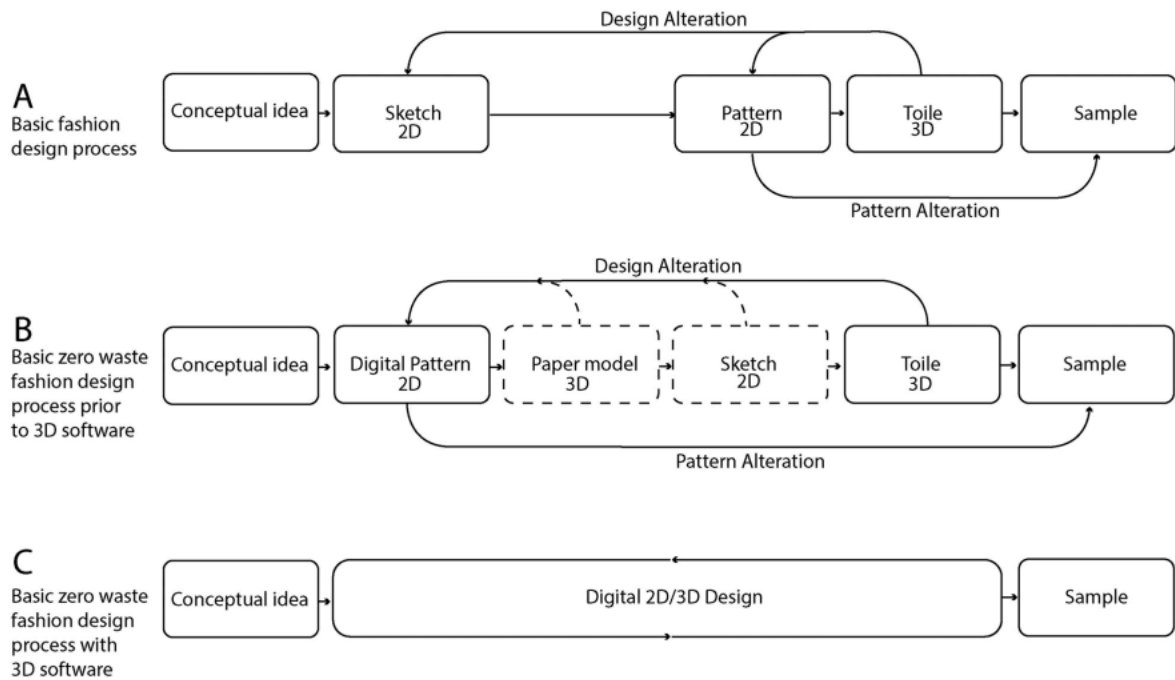 Design Alteration
A
Basic fashion
design process
Conceptual idea
Sketch
2D
Pattern
2D
Toile
3D
Sample
Pattern Alteration
Design Alteration
B
Basic zero waste
fashion design
process prior
to 3D software
Conceptual idea
Digital Pattern
2D
Paper model
3D
Sketch
2D
Toile
3D
Sample
Pattern Alteration
C
Basic zero waste
fashion design
process with
3D software
Conceptual idea
Digital 2D/3D Design
Sample